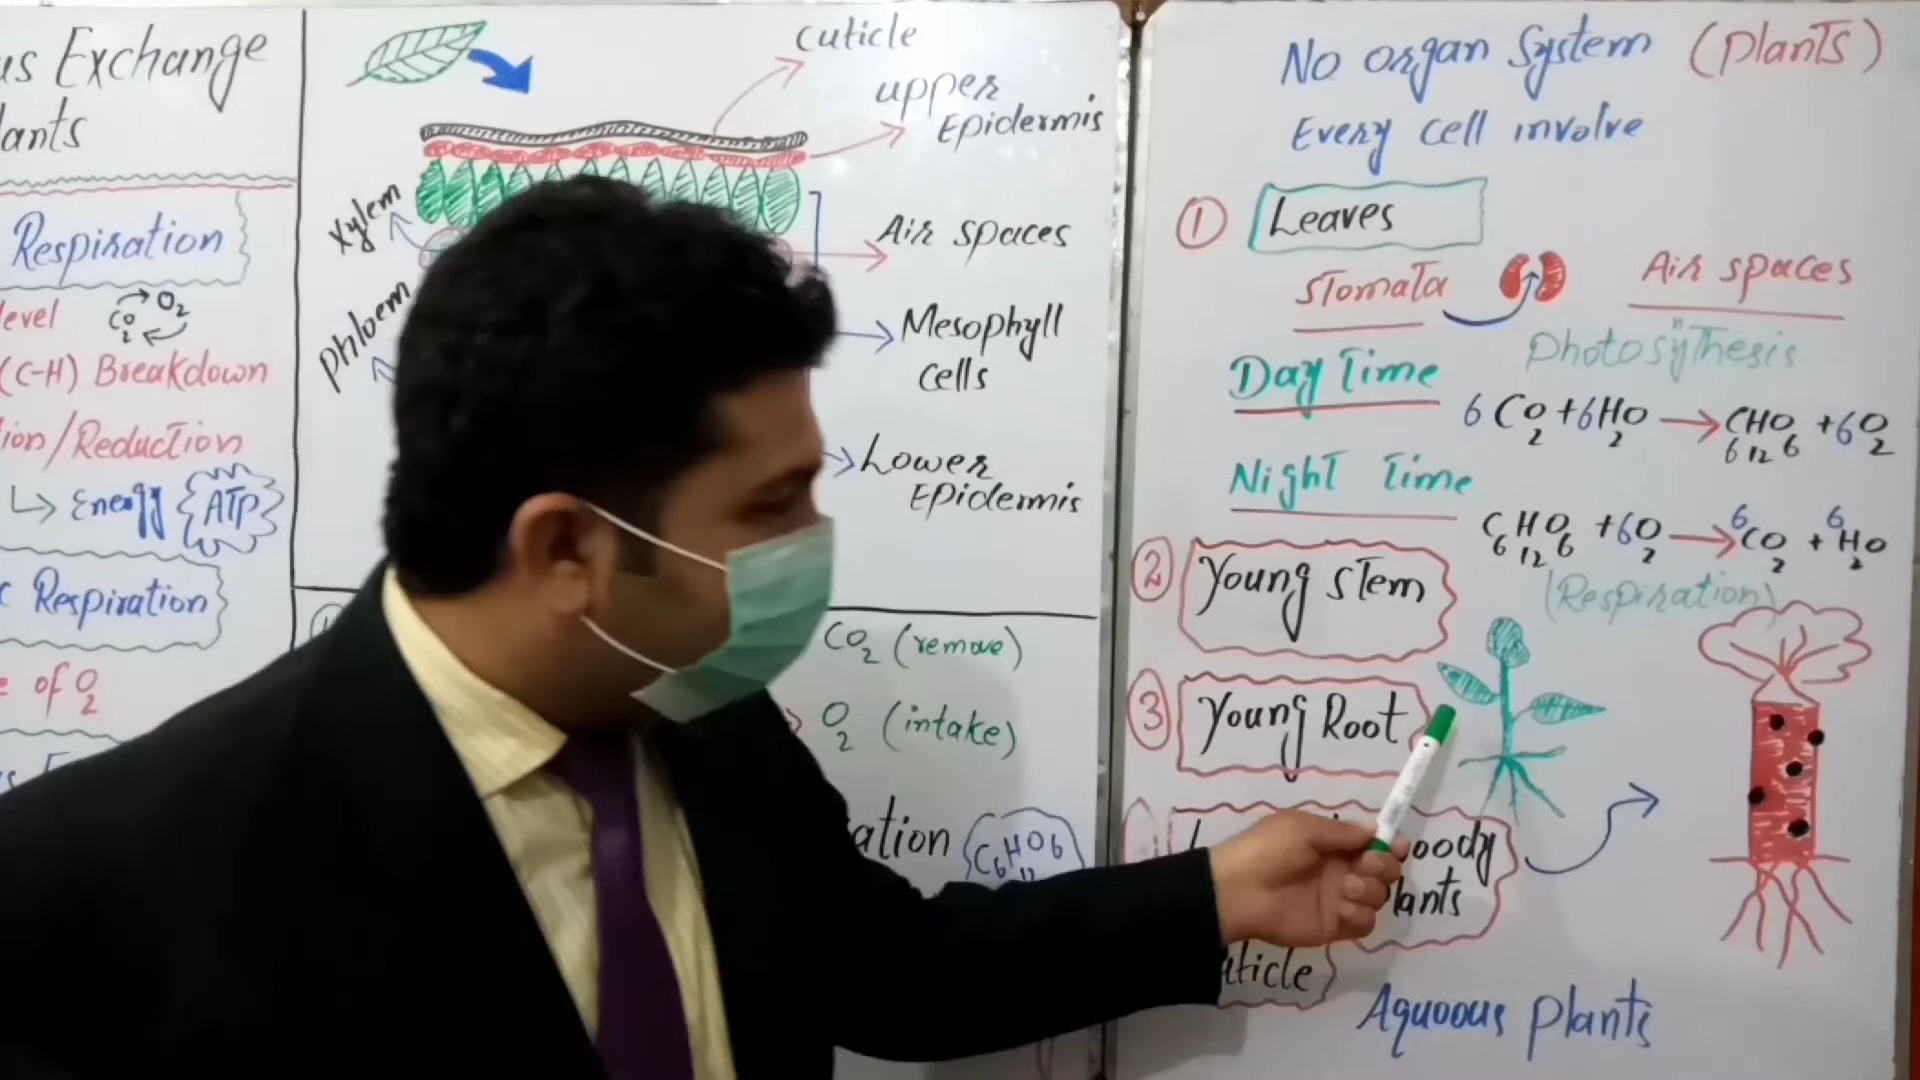 us Exchange
lants
Respiration
level
CO2 O2
(C-H) Breakdown
ion/Reduction
Energy ATP
c Respiration
e of O2
Cuticle
upper
Epidermis
Xylem
Air spaces
Phloem
Mesophyll
cells
Lower
Epidermis
CO2 (remove)
O2 (intake)
ation C6H12O6
No organ System (Plants)
Every cell involve
1 Leaves
Stomata Air spaces
Photosynthesis
Day Time
6CO2+6H2O → C6H12O6 +6O2
Night Time
C6H12O6 +6O2 → 6CO2 + 6H2O
(Respiration)
2 Young Stem
3 Young Root
oody
lants
uticle
Aquoous plants